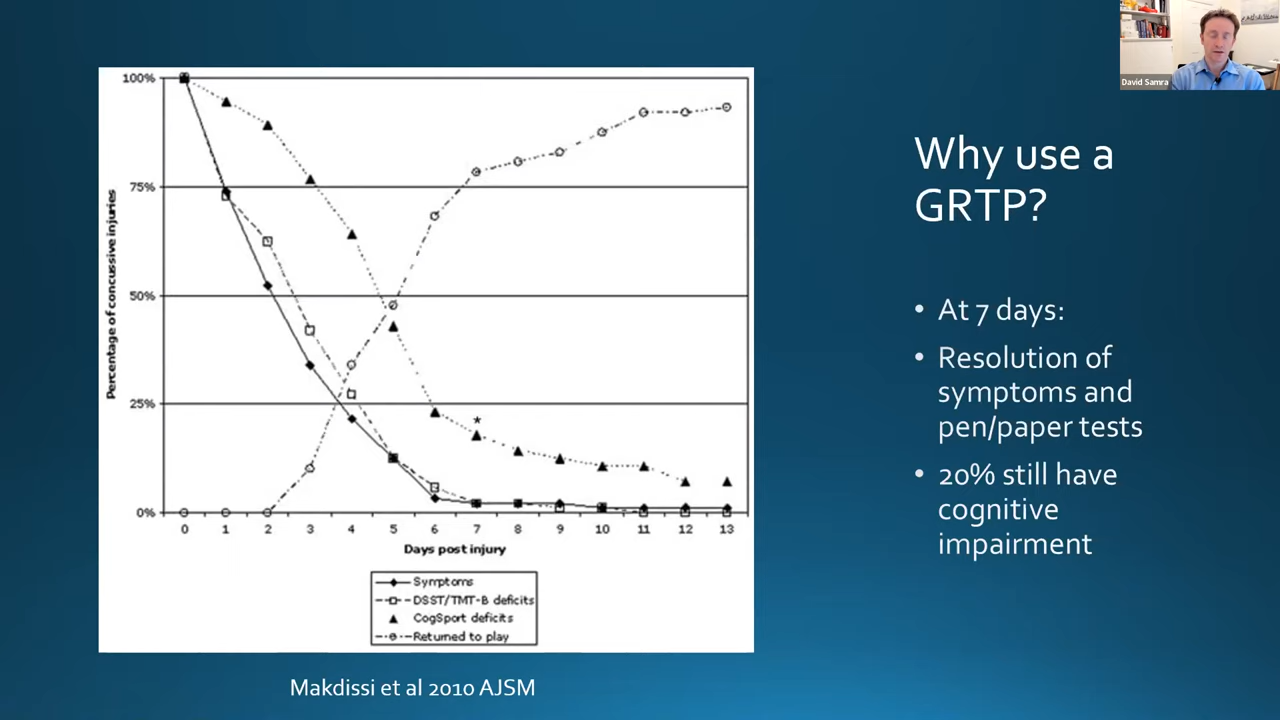 David Samra
Why use a
GRTP?
• At 7 days:
• Resolution of
symptoms and
pen/paper tests
• 20% still have
cognitive
impairment
100%
75%
50%
25%
0%
Percentage of concussive injuries
*
0 1 2 3 4 5 6 7 8 9 10 11 12 13
Days post injury
Symptoms
DSST/TMT-B deficits
CogSport deficits
Returned to play
Makdissi et al 2010 AJSM